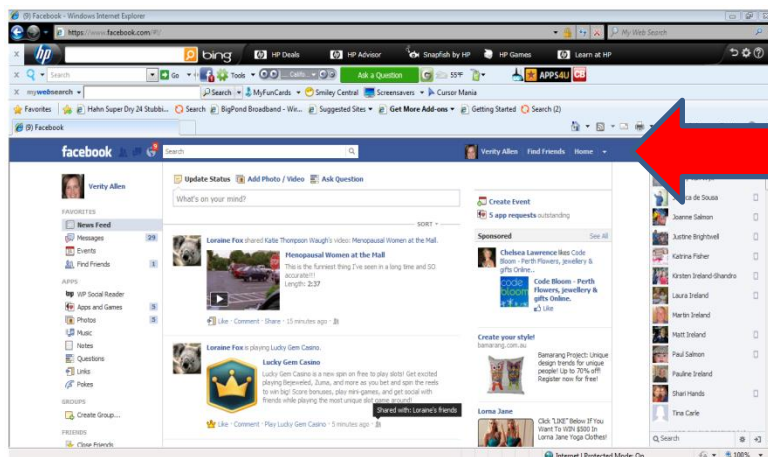 (9) Facebook - Windows Internet Explorer
https://www.facebook.com/#!/
My Web Search
hp
bing
HP Deals
HP Advisor
Snapfish by HP
HP Games
Learn at HP
Search
Go
Tools
Ask a Question
55°F
APPS4U
CB
mywebsearch
Search
MyFunCards
Smiley Central
Screensavers
Cursor Mania
Favorites
Hahn Super Dry 24 Stubbi...
Search
BigPond Broadband - Wir...
Suggested Sites
Get More Add-ons
Getting Started
Search (2)
(9) Facebook
facebook
Search
Verity Allen
Find Friends
Home
Verity Allen
FAVORITES
News Feed
Messages 29
Events
Find Friends 1
APPS
WP Social Reader
Apps and Games 5
Photos 3
Music
Notes
Questions
Links
Pokes
GROUPS
Create Group...
FRIENDS
Close Friends
Update Status Add Photo / Video Ask Question
What's on your mind?
SORT
Loraine Fox shared Katie Thompson Waugh's video: Menopausal Women at the Mall.
Menopausal Women at the Mall
This is the funniest thing I've seen in a long time and SO
accurate!!!
Length: 2:37
Like · Comment · Share · 15 minutes ago ·
Loraine Fox is playing Lucky Gem Casino.
Lucky Gem Casino
Lucky Gem Casino is a new spin on free to play slots! Get excited
playing Bejeweled, Zuma, and more as you bet and spin the reels
to win big! Score bonuses, play mini-games, and get social with
friends while playing the most unique slot game around!
Shared with: Loraine's friends
Like · Comment · Play Lucky Gem Casino · 5 minutes ago ·
Create Event
5 app requests outstanding
Sponsored See All
Chelsea Lawrence likes Code
Bloom - Perth Flowers, jewellery &
gifts Online..
code
bloom
Bloom - Perth
Flowers, jewellery &
gifts Online.
Like
Create your style!
bamarang.com.au
Bamarang Project: Unique
design trends for unique
people! Up to 70% off!
Register now for free!
Lorna Jane
Click "LIKE" Below If You
Want To WIN $500 In
Lorna Jane Yoga Clothes!
de Sousa
Joanne Salmon
Justine Brightwell
Katrina Fisher
Kirsten Ireland-Shandro
Laura Ireland
Martin Ireland
Matt Ireland
Paul Salmon
Pauline Ireland
Shari Hands
Tina Carle
Search
Internet | Protected Mode: On
100%